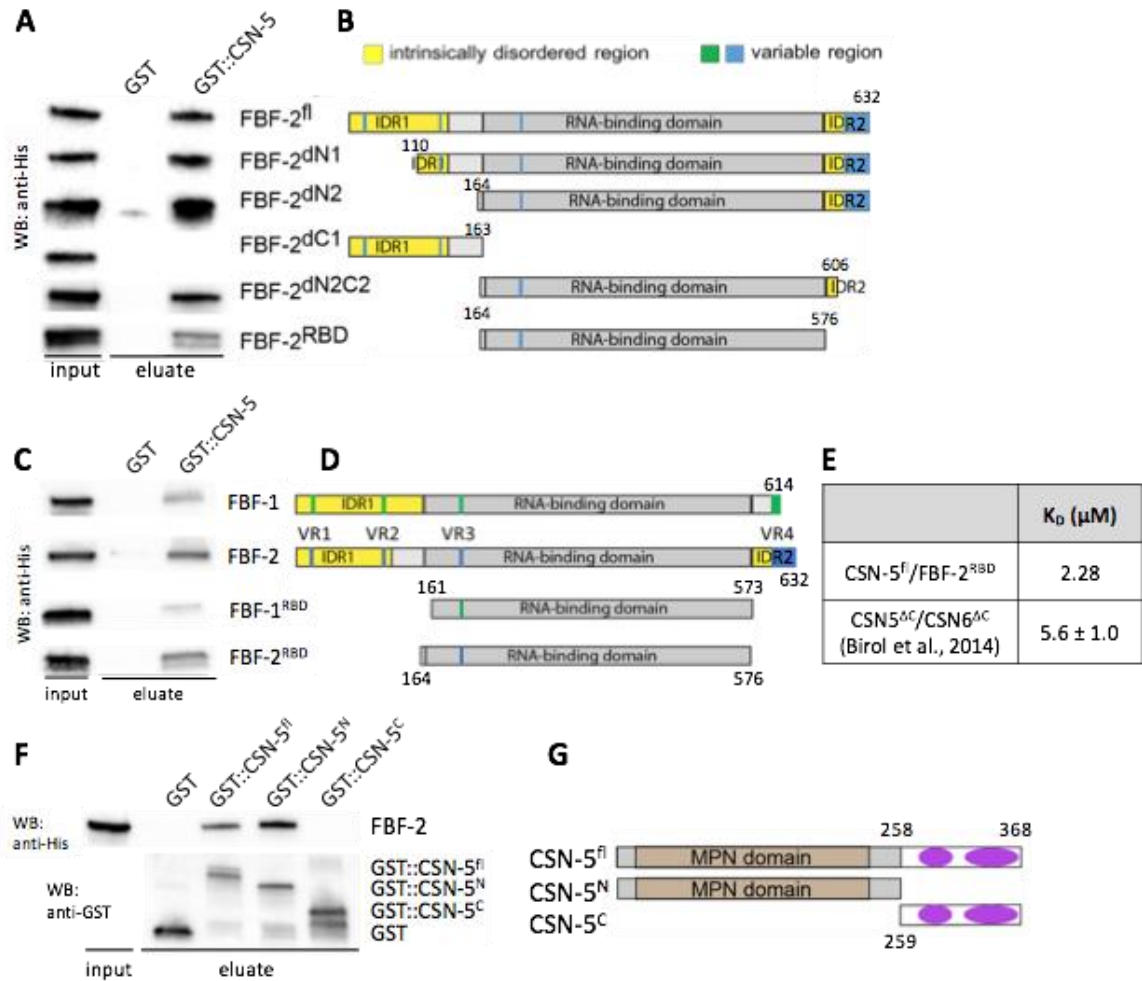 A
GST
GST::CSN-5
WB: anti-His
FBF-2fl
FBF-2dN1
FBF-2dN2
FBF-2dC1
FBF-2dN2C2
FBF-2RBD
input
eluate
B
intrinsically disordered region
variable region
632
IDR1 RNA-binding domain IDR2
110
IDR1 RNA-binding domain IDR2
164
RNA-binding domain IDR2
163
IDR1
606
RNA-binding domain IDR2
164 576
RNA-binding domain
C
GST
GST::CSN-5
WB: anti-His
FBF-1
FBF-2
FBF-1RBD
FBF-2RBD
input
eluate
D
614
IDR1 RNA-binding domain
VR1 VR2 VR3 VR4
IDR1 RNA-binding domain IDR2
632
161 573
RNA-binding domain
RNA-binding domain
164 576
E
KD (μM)
CSN-5fl/FBF-2RBD 2.28
CSN5ΔC/CSN6ΔC 5.6 ± 1.0
(Birol et al., 2014)
F
GST
GST::CSN-5fl
GST::CSN-5N
GST::CSN-5C
WB:
anti-His
FBF-2
WB:
anti-GST
GST::CSN-5fl
GST::CSN-5N
GST::CSN-5C
GST
input
eluate
G
258 368
CSN-5fl MPN domain
CSN-5N MPN domain
CSN-5C
259